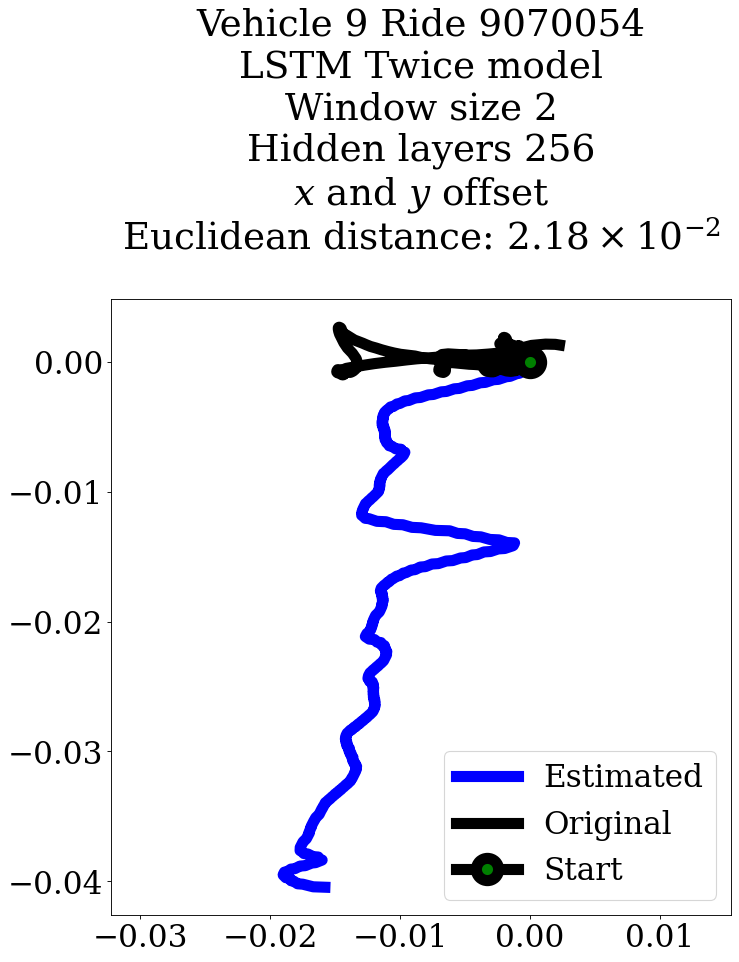 Vehicle 9 Ride 9070054
LSTM Twice model
Window size 2
Hidden layers 256
x and y offset
Euclidean distance: 2.18 × 10⁻²
0.00
−0.01
−0.02
−0.03
−0.04
Estimated
Original
Start
−0.03 −0.02 −0.01 0.00 0.01